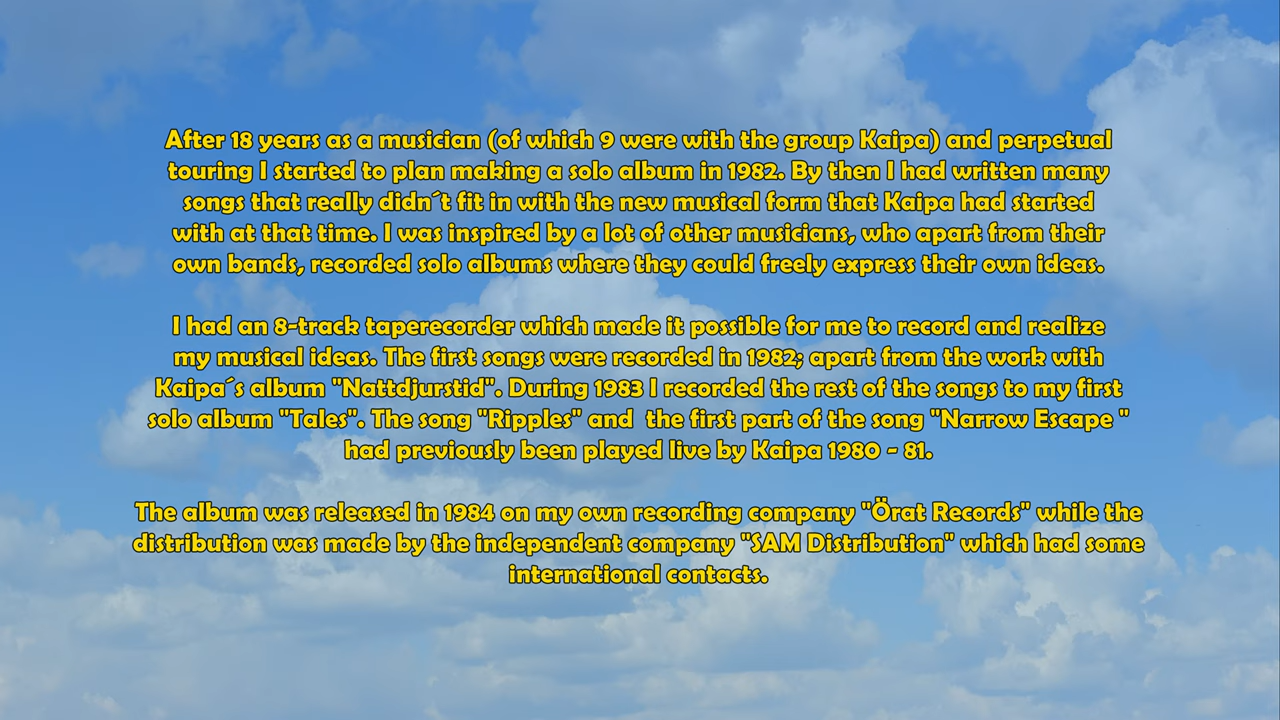 After 18 years as a musician (of which 9 were with the group Kaipa) and perpetual
touring I started to plan making a solo album in 1982. By then I had written many
songs that really didn´t fit in with the new musical form that Kaipa had started
with at that time. I was inspired by a lot of other musicians, who apart from their
own bands, recorded solo albums where they could freely express their own ideas.
I had an 8-track taperecorder which made it possible for me to record and realize
my musical ideas. The first songs were recorded in 1982; apart from the work with
Kaipa´s album "Nattdjurstid". During 1983 I recorded the rest of the songs to my first
solo album "Tales". The song "Ripples" and  the first part of the song "Narrow Escape "
had previously been played live by Kaipa 1980 - 81.
The album was released in 1984 on my own recording company "Örat Records" while the
distribution was made by the independent company "SAM Distribution" which had some
international contacts.